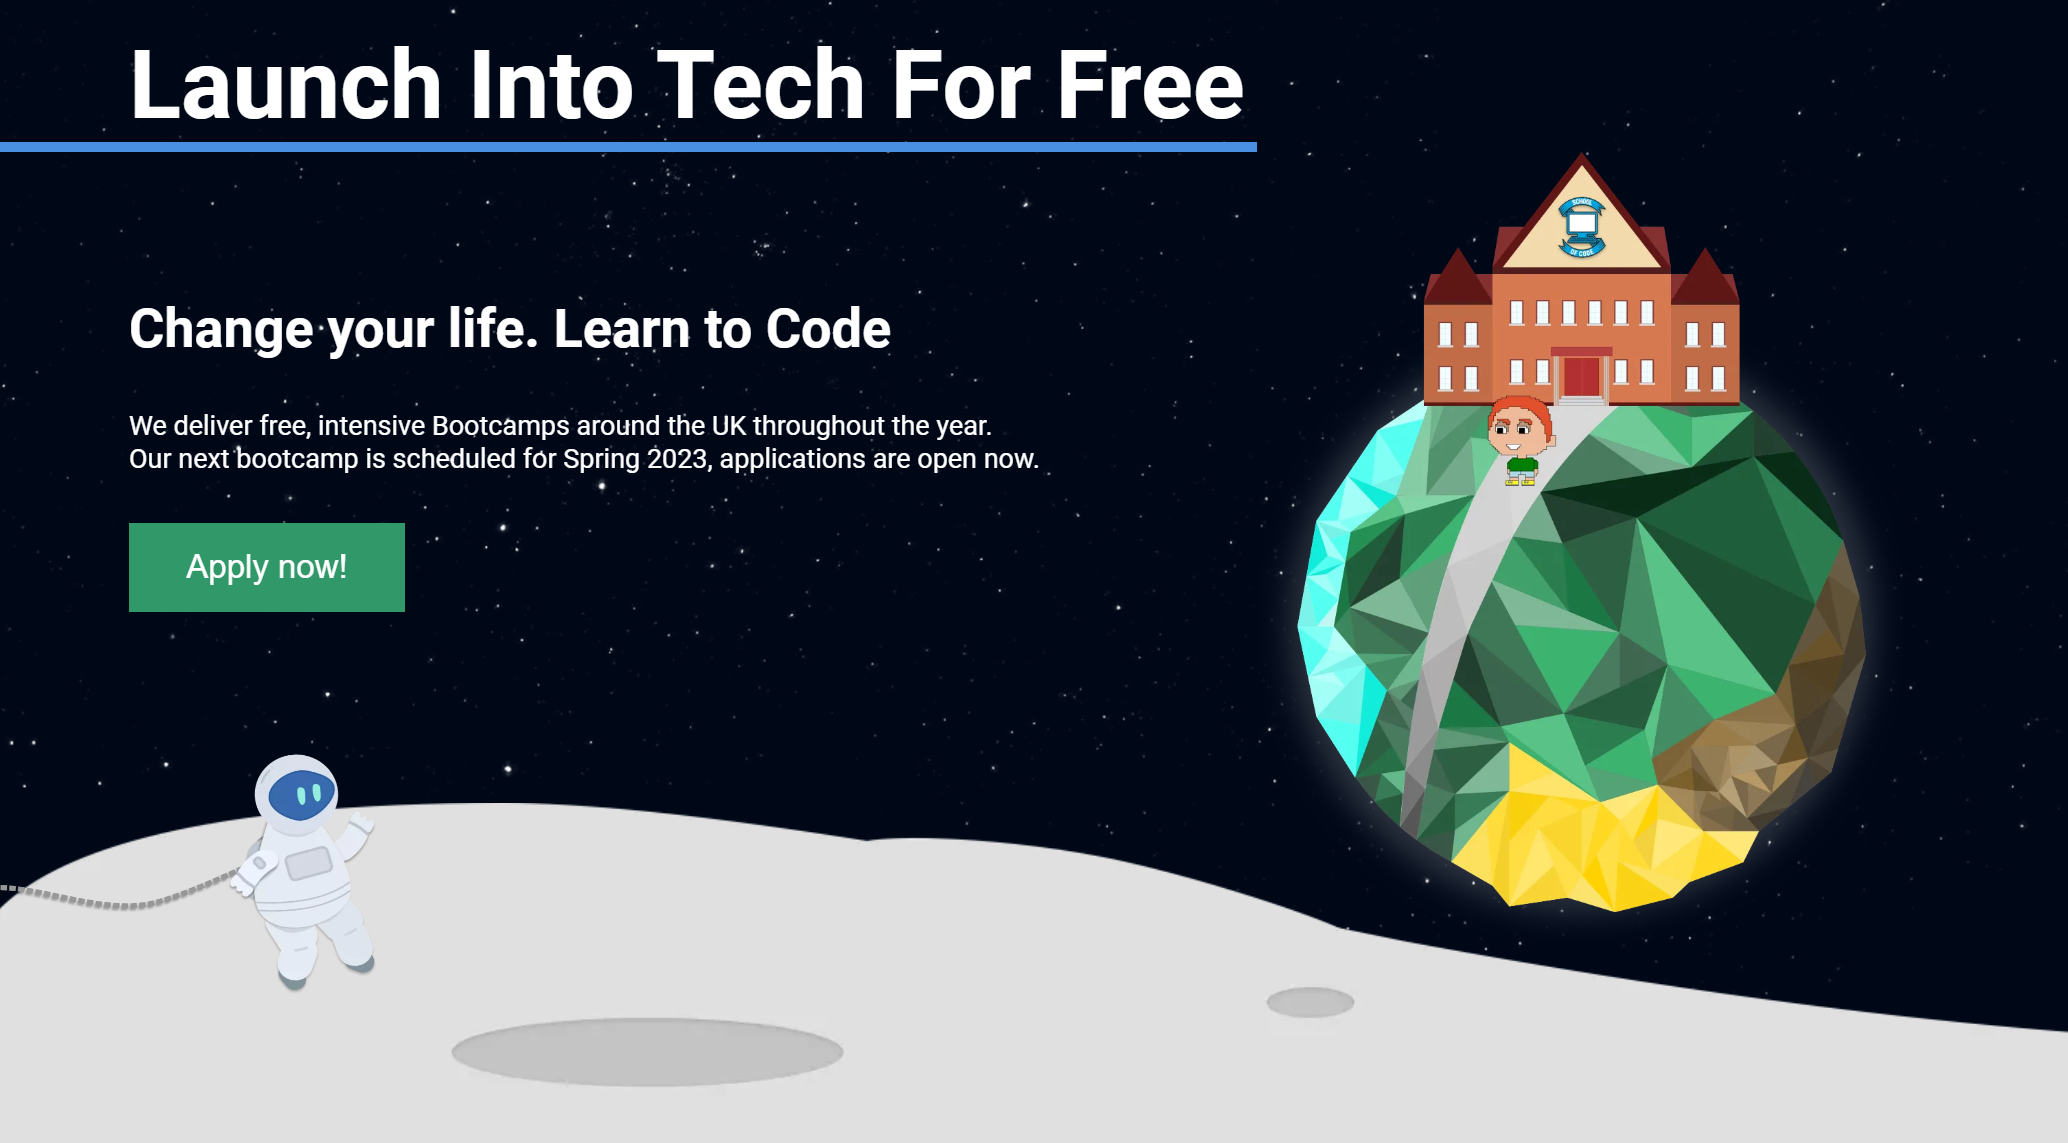 Launch Into Tech For Free
SCHOOL
OF CODE
Change your life. Learn to Code
We deliver free, intensive Bootcamps around the UK throughout the year.
Our next bootcamp is scheduled for Spring 2023, applications are open now.
Apply now!